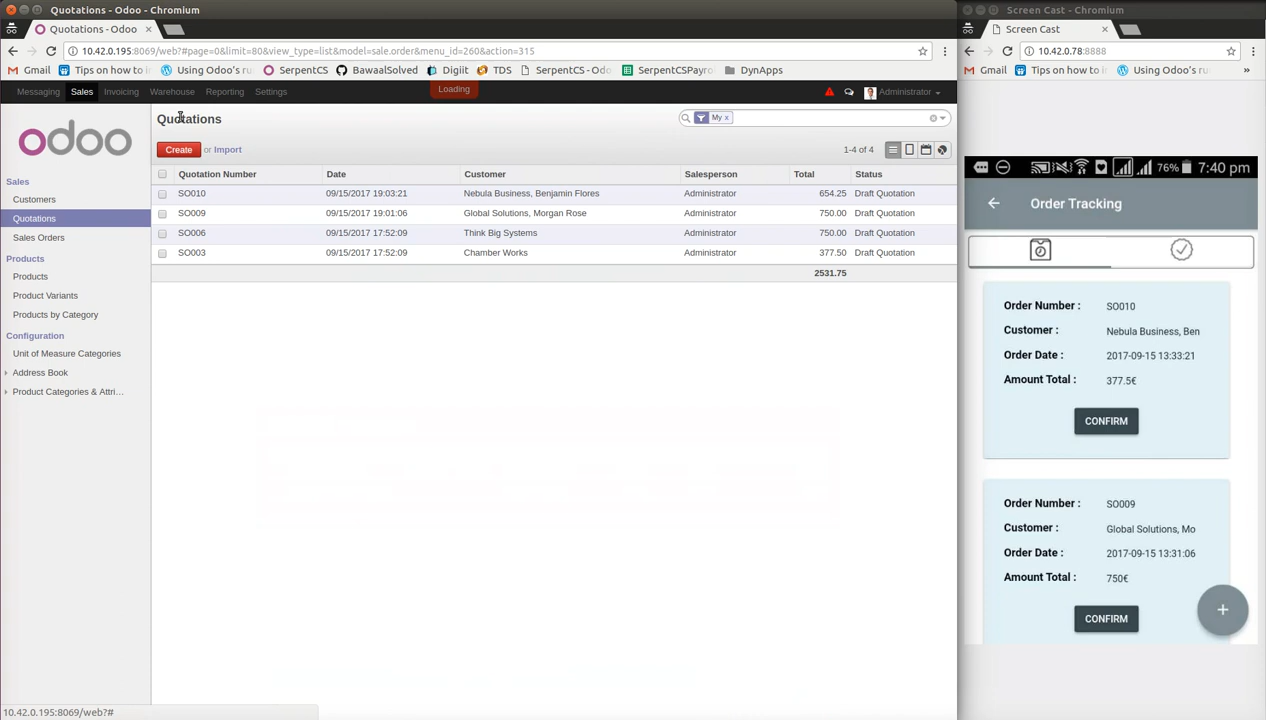 Quotations - Odoo - Chromium
Quotations - Odoo
10.42.0.195:8069/web?#page=0&limit=80&view_type=list&model=sale.order&menu_id=260&action=315
Gmail Tips on how to i Using Odoo's ru SerpentCS BawaalSolved Digiit TDS SerpentCS - Odo SerpentCSPayro DynApps
Messaging Sales Invoicing Warehouse Reporting Settings Loading Administrator
odoo
Sales
Customers
Quotations
Sales Orders
Products
Products
Product Variants
Products by Category
Configuration
Unit of Measure Categories
Address Book
Product Categories & Attri…
Quotations
My x
Create or Import
1-4 of 4
Quotation Number Date Customer Salesperson Total Status
SO010 09/15/2017 19:03:21 Nebula Business, Benjamin Flores Administrator 654.25 Draft Quotation
SO009 09/15/2017 19:01:06 Global Solutions, Morgan Rose Administrator 750.00 Draft Quotation
SO006 09/15/2017 17:52:09 Think Big Systems Administrator 750.00 Draft Quotation
SO003 09/15/2017 17:52:09 Chamber Works Administrator 377.50 Draft Quotation
2531.75
10.42.0.195:8069/web?#
Screen Cast - Chromium
Screen Cast
10.42.0.78:8888
Gmail Tips on how to i Using Odoo's ru »
76% 7:40 pm
Order Tracking
Order Number : SO010
Customer : Nebula Business, Ben
Order Date : 2017-09-15 13:33:21
Amount Total : 377.5€
CONFIRM
Order Number : SO009
Customer : Global Solutions, Mo
Order Date : 2017-09-15 13:31:06
Amount Total : 750€
CONFIRM
+